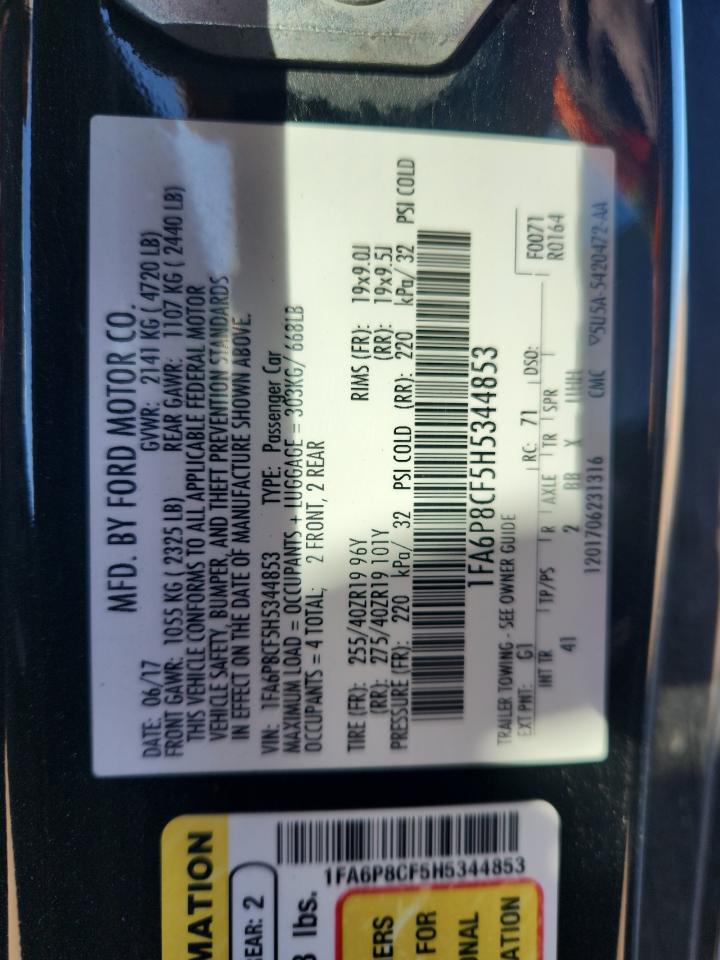 MFD. BY FORD MOTOR CO.
DATE: 06/17 GVWR: 2141 KG ( 4720 LB)
FRONT GAWR: 1055 KG ( 2325 LB) REAR GAWR: 1107 KG ( 2440 LB)
THIS VEHICLE CONFORMS TO ALL APPLICABLE FEDERAL MOTOR
VEHICLE SAFETY, BUMPER, AND THEFT PREVENTION STANDARDS
IN EFFECT ON THE DATE OF MANUFACTURE SHOWN ABOVE.
VIN: 1FA6P8CF5H5344853 TYPE: Passenger Car
MAXIMUM LOAD = OCCUPANTS + LUGGAGE = 303KG/ 668LB
OCCUPANTS = 4 TOTAL; 2 FRONT, 2 REAR
TIRE (FR): 255/40ZR19 96Y RIMS (FR): 19x9.0J
(RR): 275/40ZR19 101Y (RR): 19x9.5J
PRESSURE (FR): 220 kPa/ 32 PSI COLD (RR): 220 kPa/ 32 PSI COLD
1FA6P8CF5H5344853
TRAILER TOWING - SEE OWNER GUIDE F0071
EXT PNT: G1 RC: 71 DSO: R0164
INT TR TP/PS R AXLE TR SPR
41 2 BB X
1201706231316 CMC ▽5U5A-5420472-AA
MATION
EAR: 2
lbs.
1FA6P8CF5H5344853
ERS
FOR
ONAL
ATION